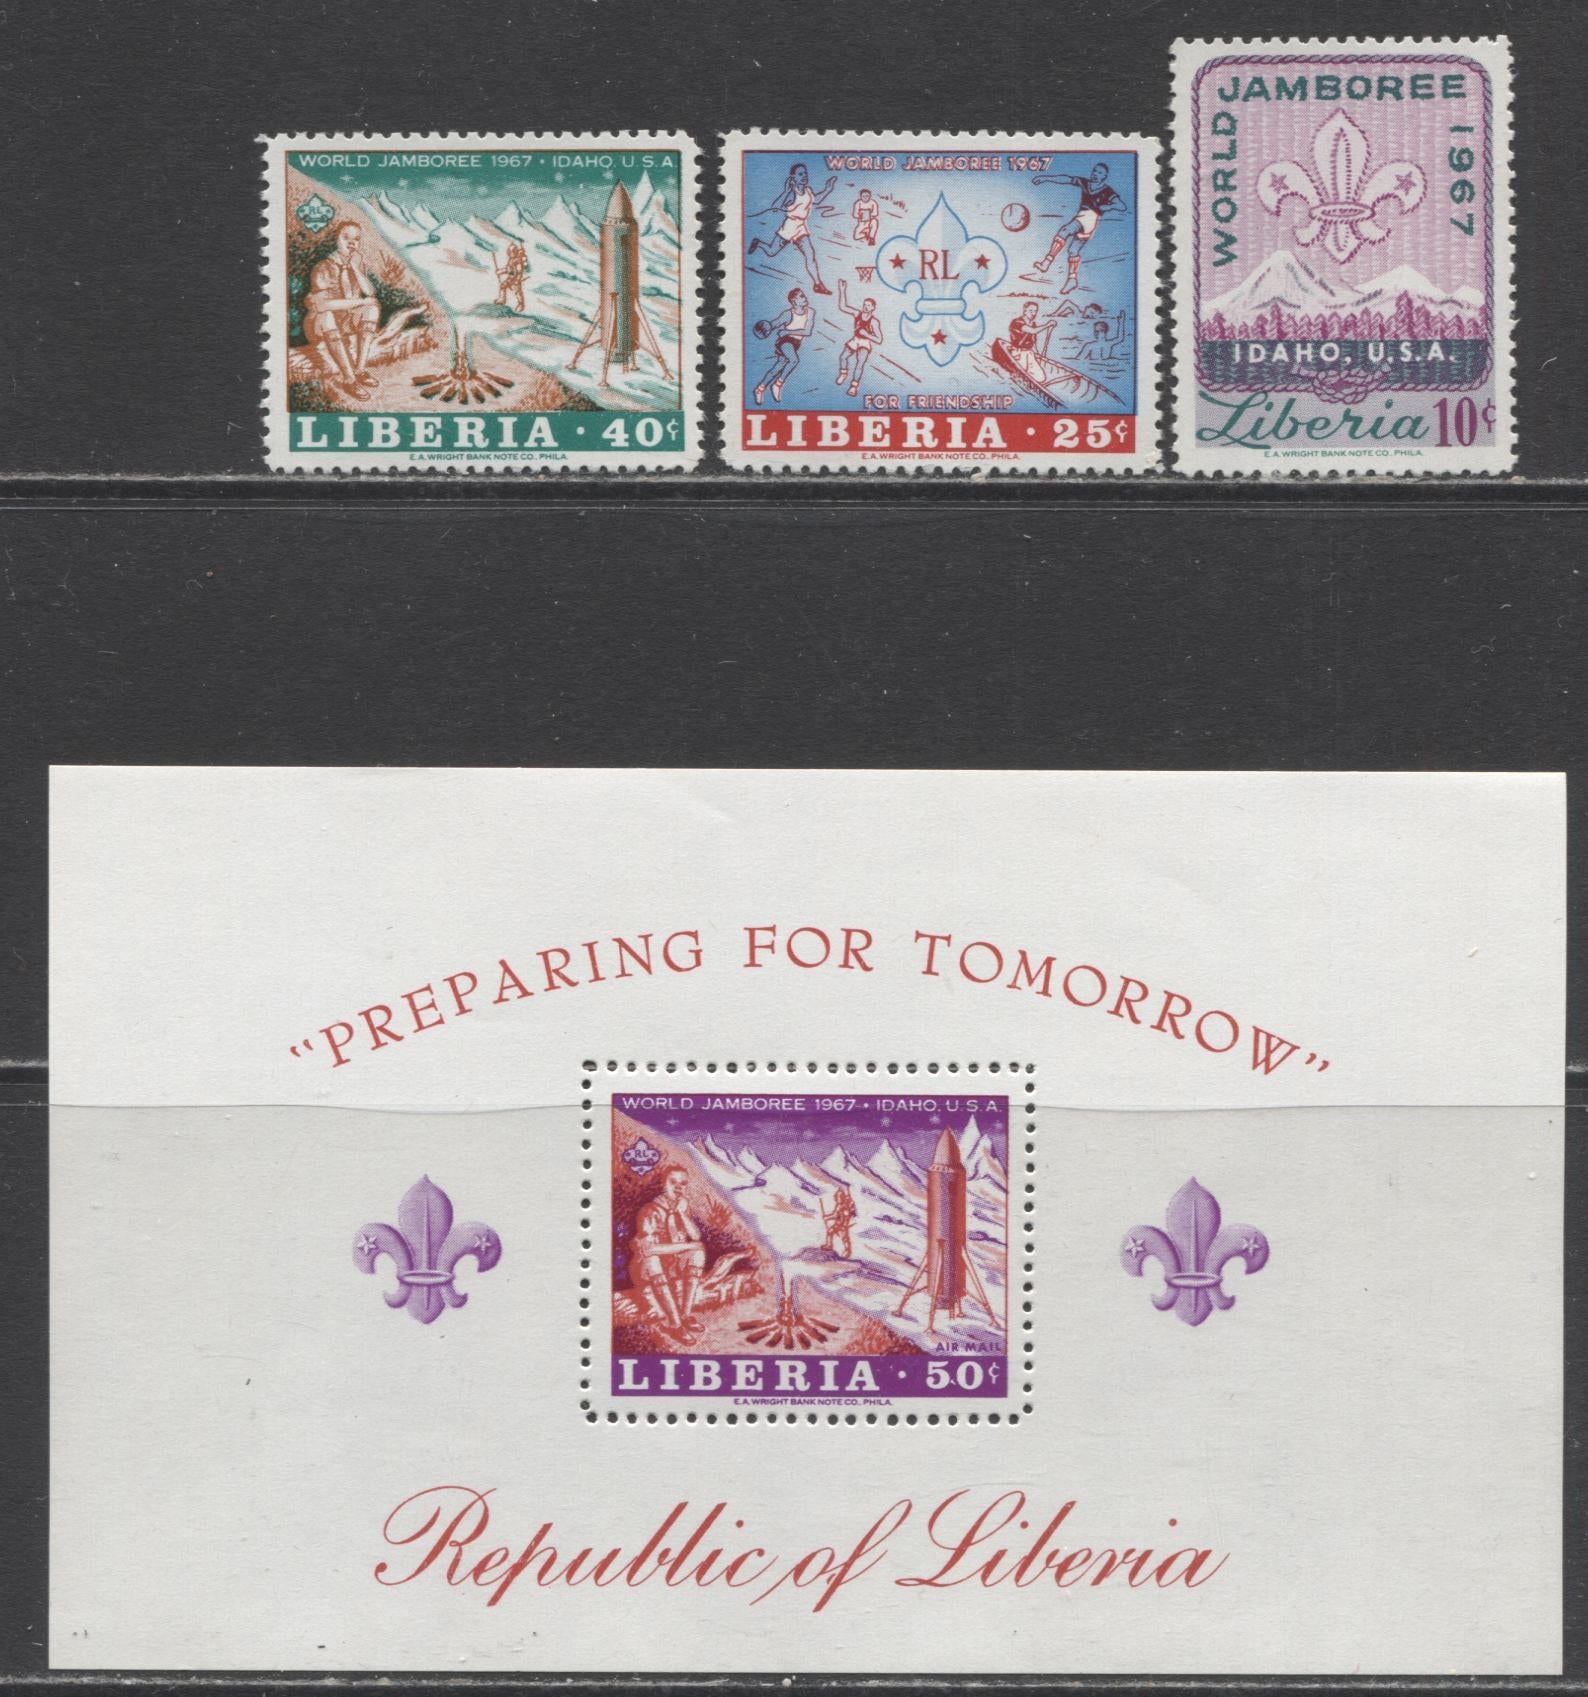 WORLD JAMBOREE 1967 · IDAHO, U.S.A.
RL
LIBERIA · 40¢
E.A. WRIGHT BANK NOTE CO., PHILA.
WORLD JAMBOREE 1967
RL
FOR FRIENDSHIP
LIBERIA · 25¢
E.A. WRIGHT BANK NOTE CO., PHILA.
WORLD JAMBOREE 1967
IDAHO, U.S.A.
Liberia 10¢
E.A. WRIGHT BANK NOTE CO., PHILA.
"PREPARING FOR TOMORROW"
WORLD JAMBOREE 1967 · IDAHO, U.S.A.
RL
AIR MAIL
LIBERIA · 50¢
E.A. WRIGHT BANK NOTE CO., PHILA.
Republic of Liberia